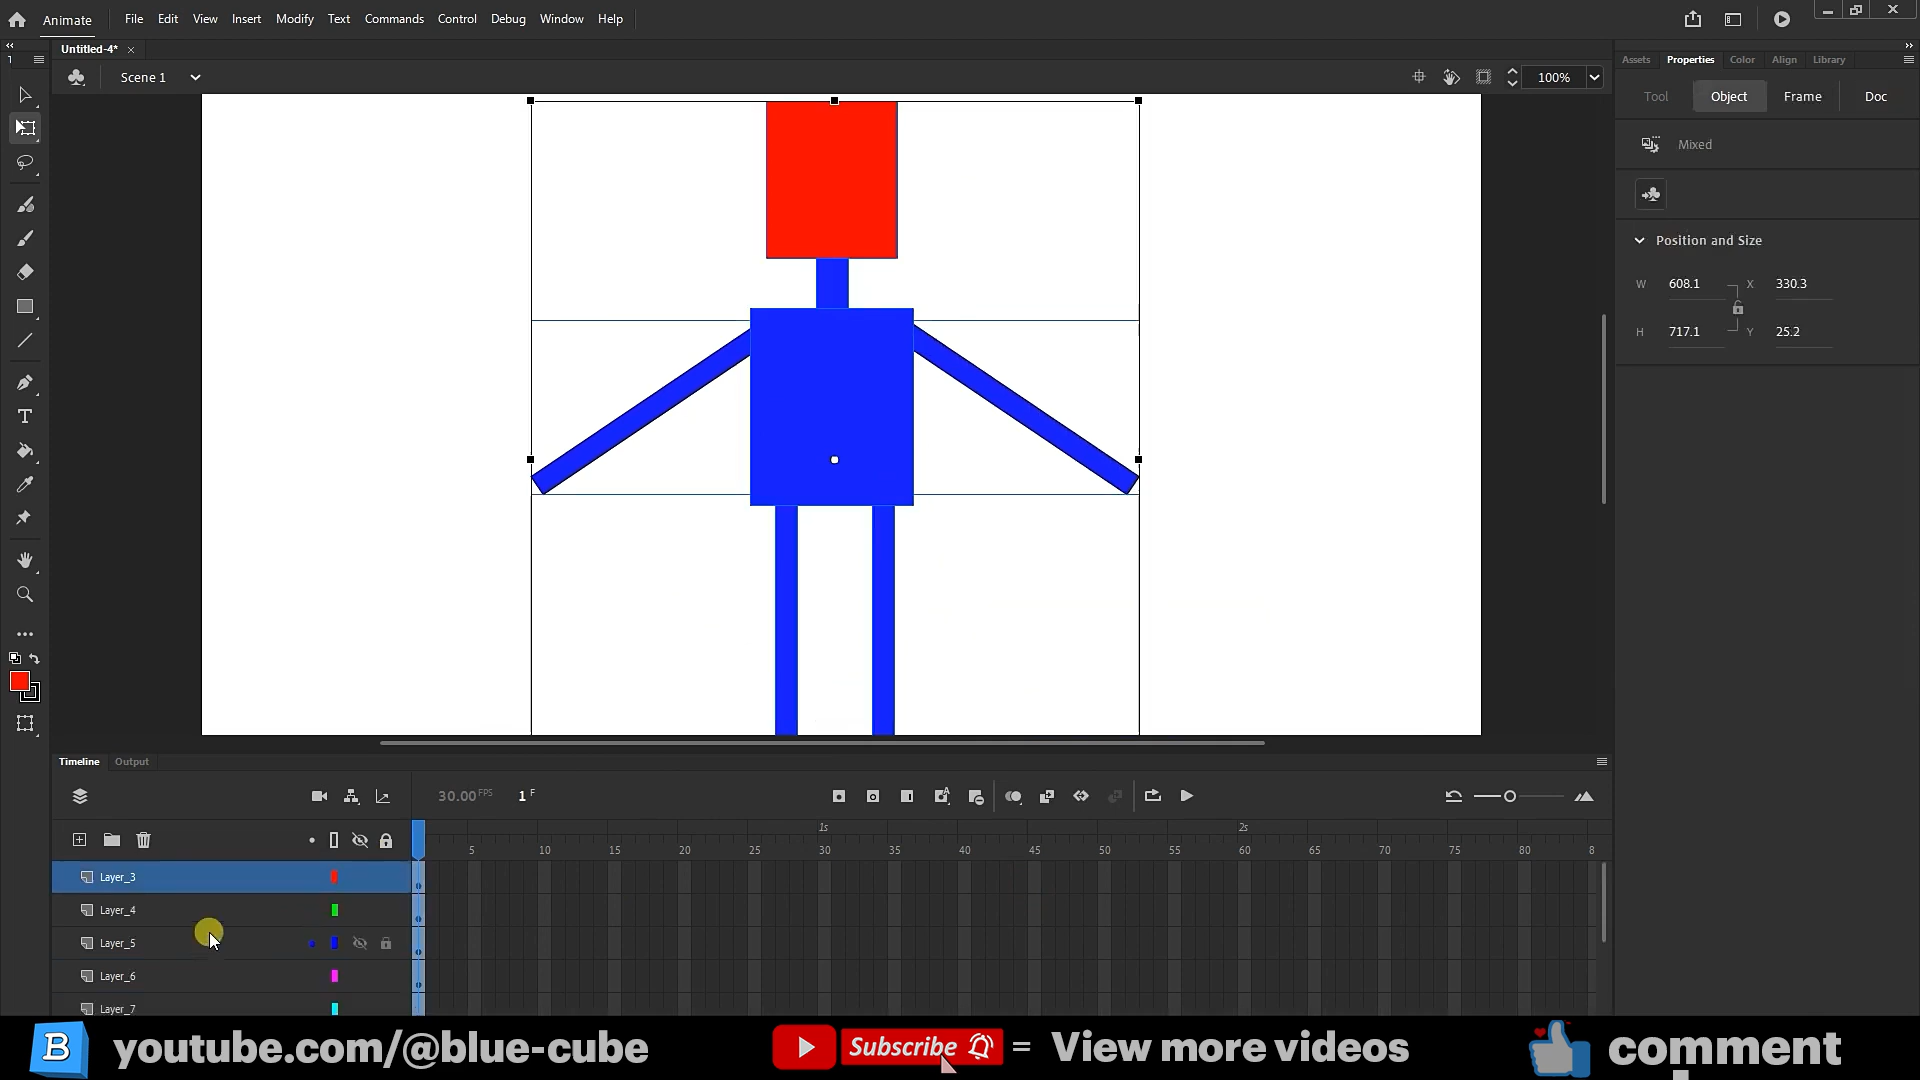 Animate
File Edit View Insert Modify Text Commands Control Debug Window Help
Untitled-4*
Scene 1
100%
Assets Properties Color Align Library
Tool Object Frame Doc
Mixed
Position and Size
W 608.1 X 330.3
H 717.1 Y 25.2
Timeline Output
30.00 FPS 1 F
1s 2s
5 10 15 20 25 30 35 40 45 50 55 60 65 70 75 80 8
Layer_3
Layer_4
Layer_5
Layer_6
Layer_7
B youtube.com/@blue-cube Subscribe = View more videos comment